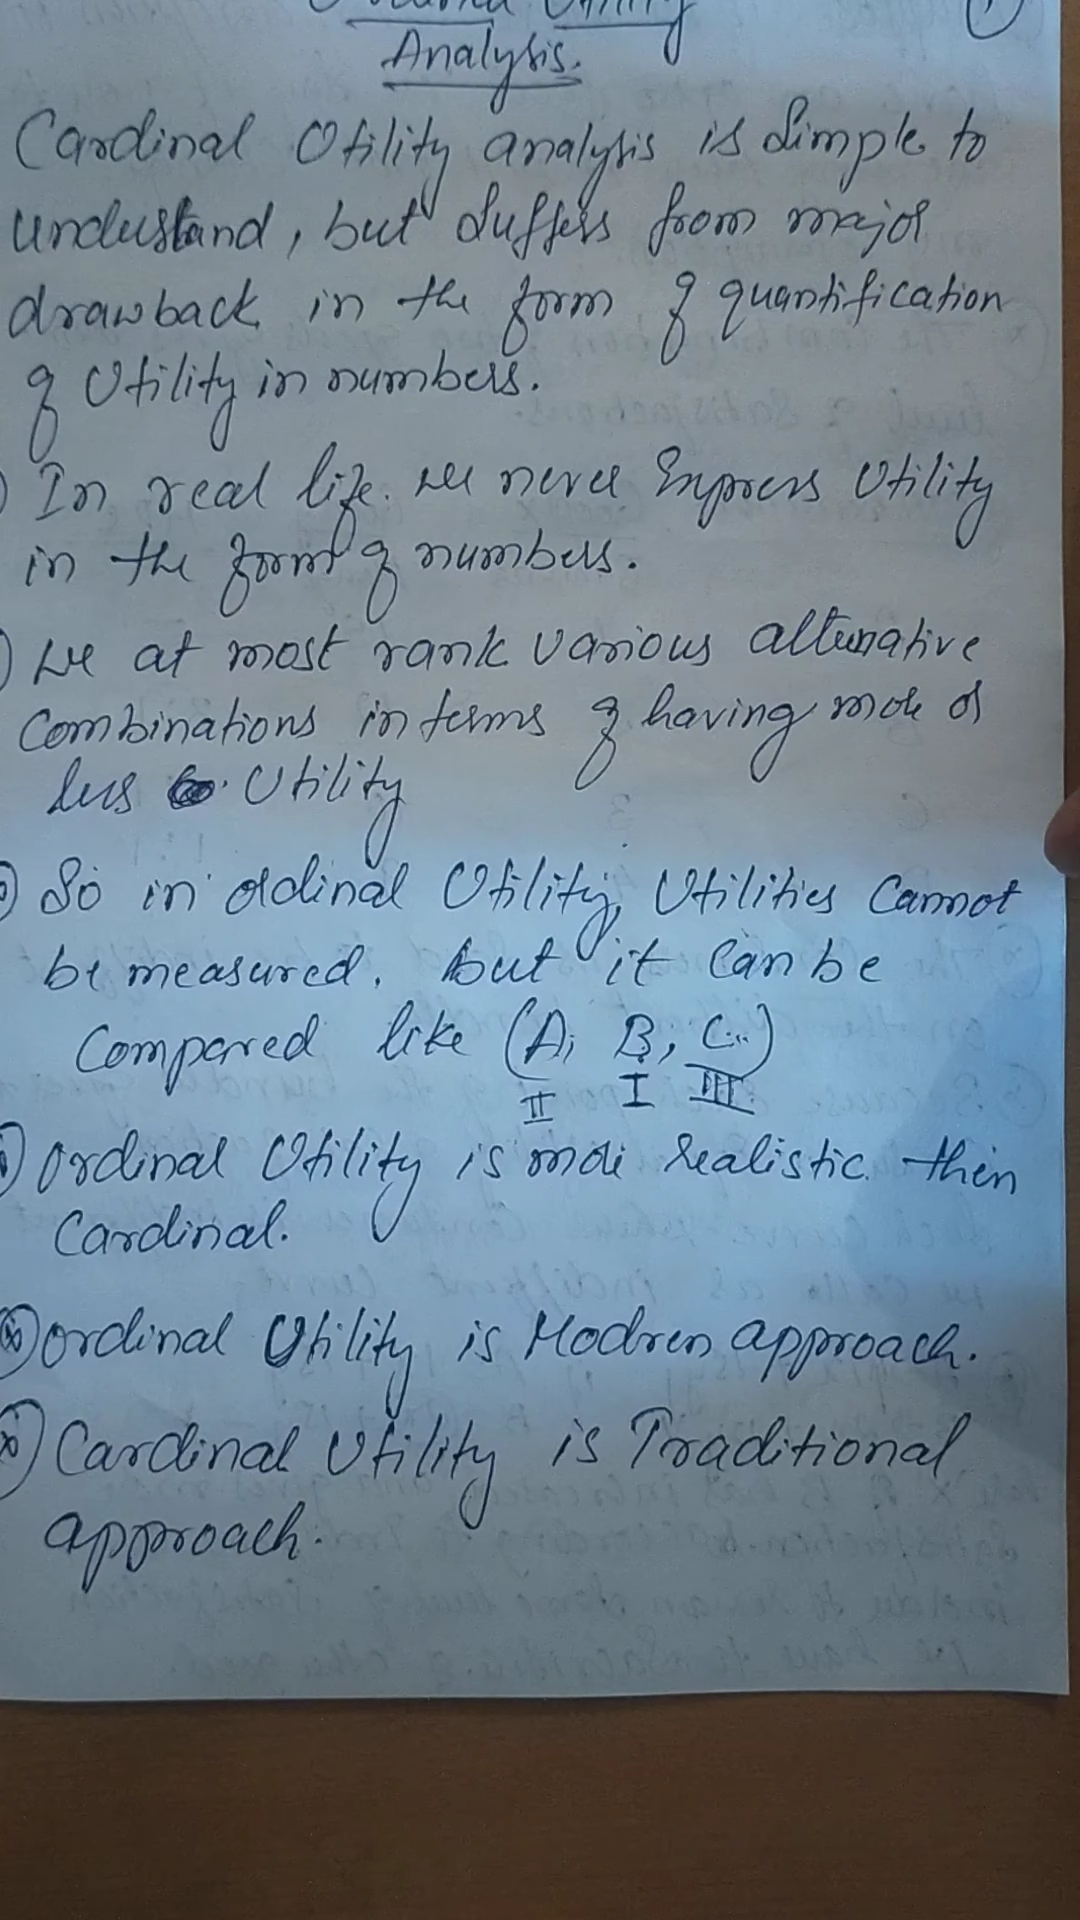 Utility
Analysis.
Cardinal Utility analysis is simple to
understand, but suffers from major
drawback in the form of quantification
of Utility in numbers.
In real life. we never Express Utility
in the form of numbers.
We at most rank various alternative
Combinations in terms of having more or
less Utility
So in ordinal Utility, Utilities Cannot
be measured. but it Can be
Compared like (A, B, C..)
II I III
Ordinal Utility is more realistic then
Cardinal.
ordinal Utility is Modren approach.
Cardinal Utility is Traditional
approach.